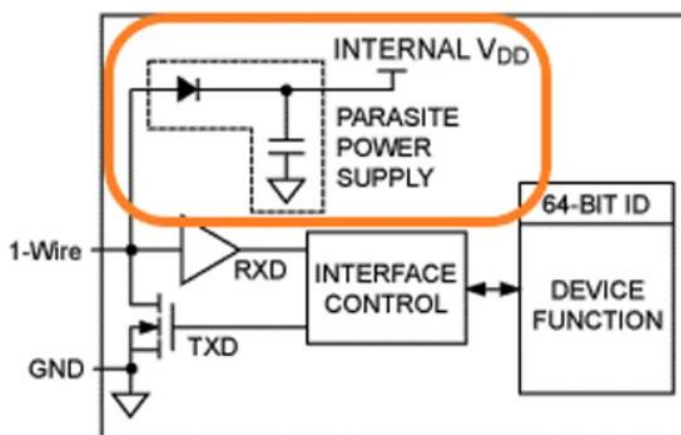 INTERNAL VDD
PARASITE
POWER
SUPPLY
64-BIT ID
1-Wire
RXD
INTERFACE
CONTROL
DEVICE
FUNCTION
TXD
GND